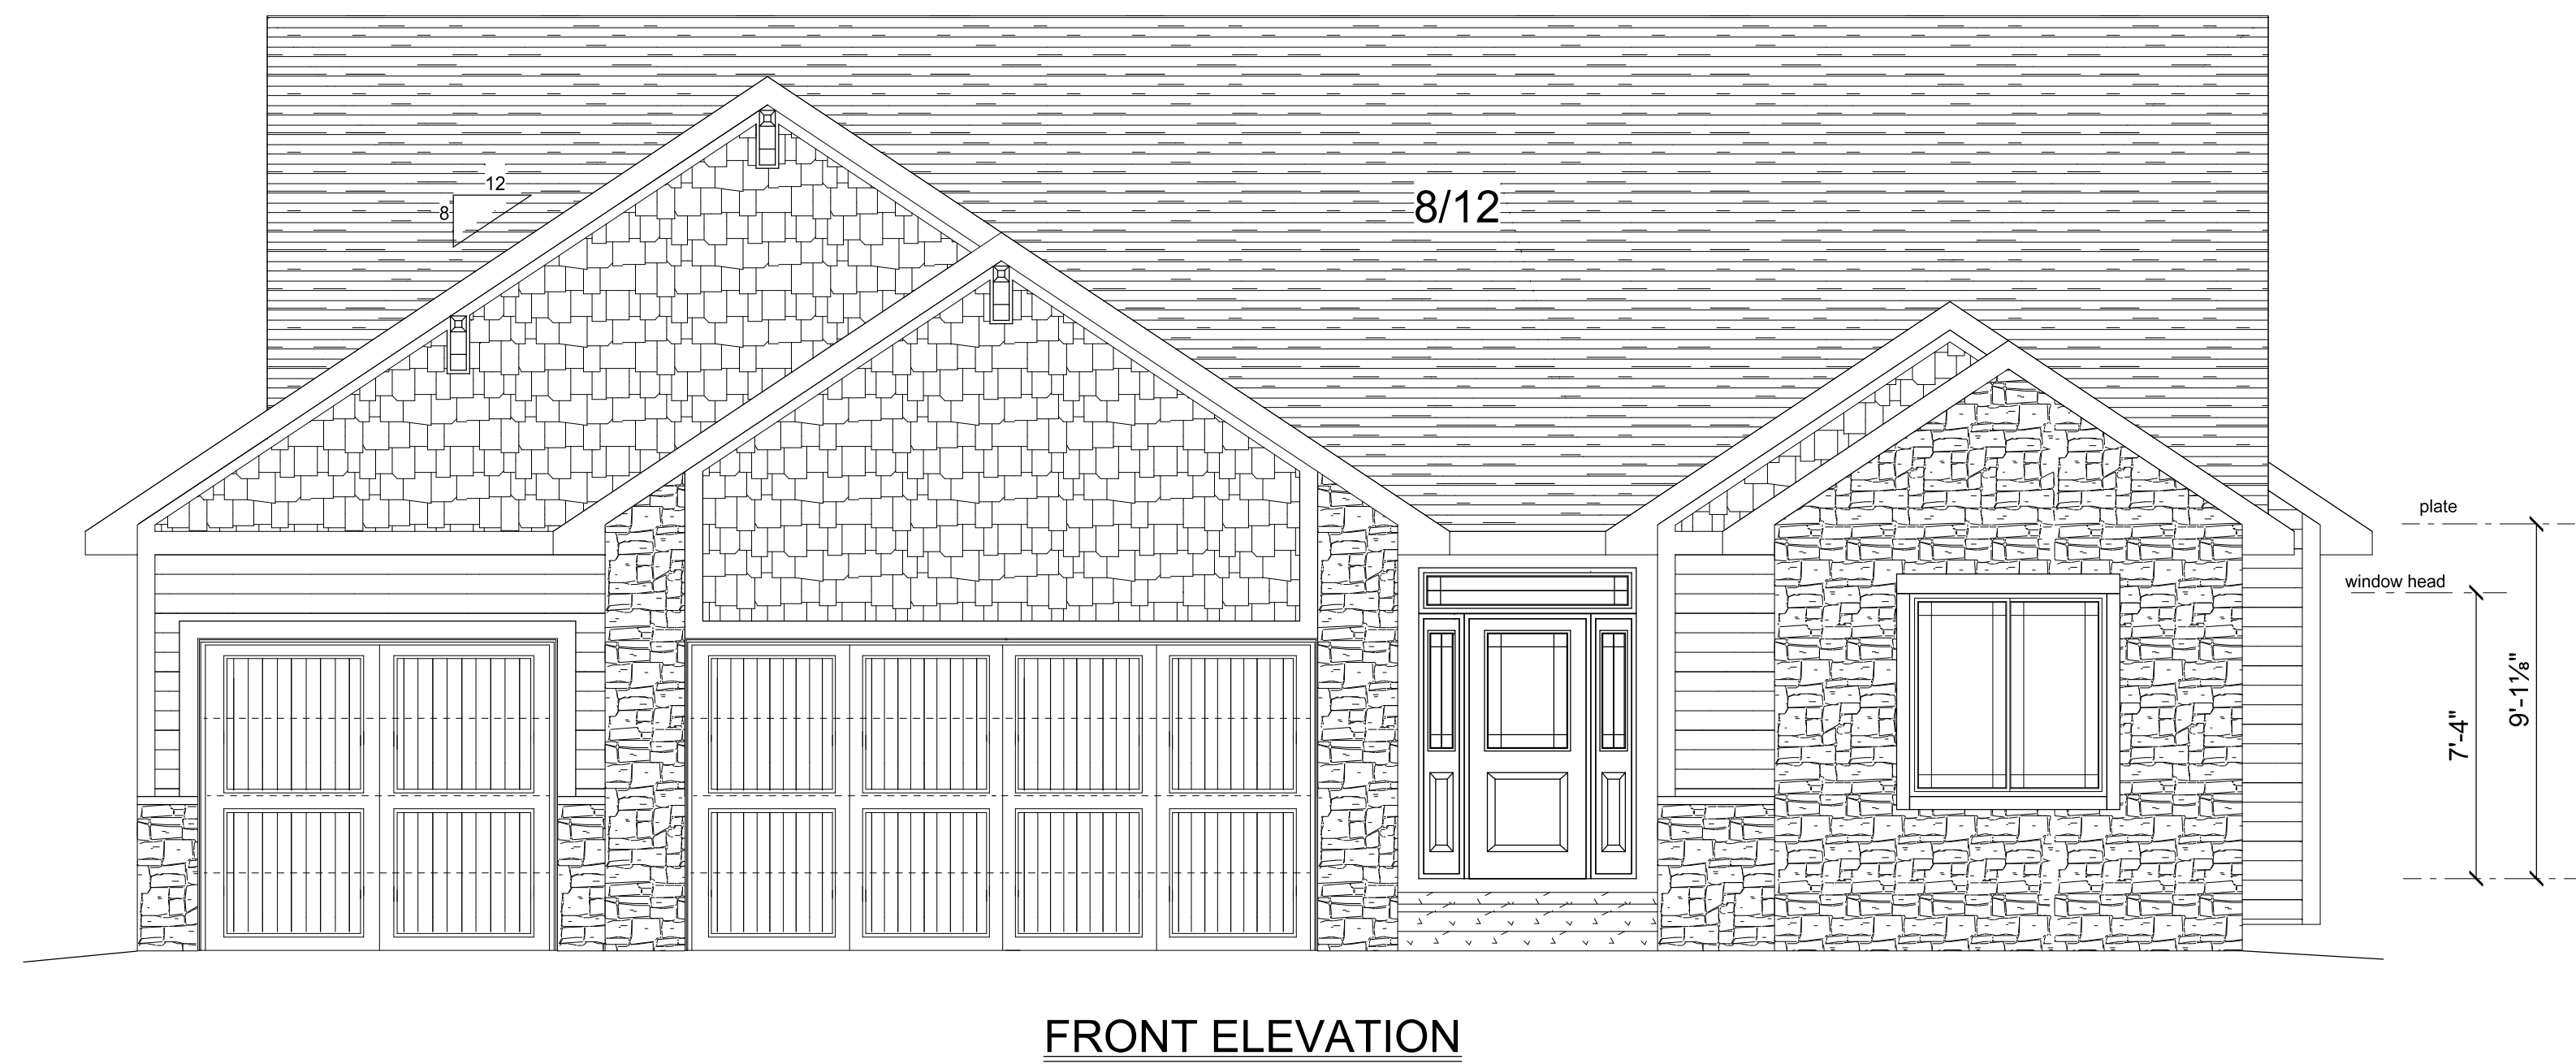 12
8
8/12
plate
window head
9'-1⅛"
7'-4"
FRONT ELEVATION